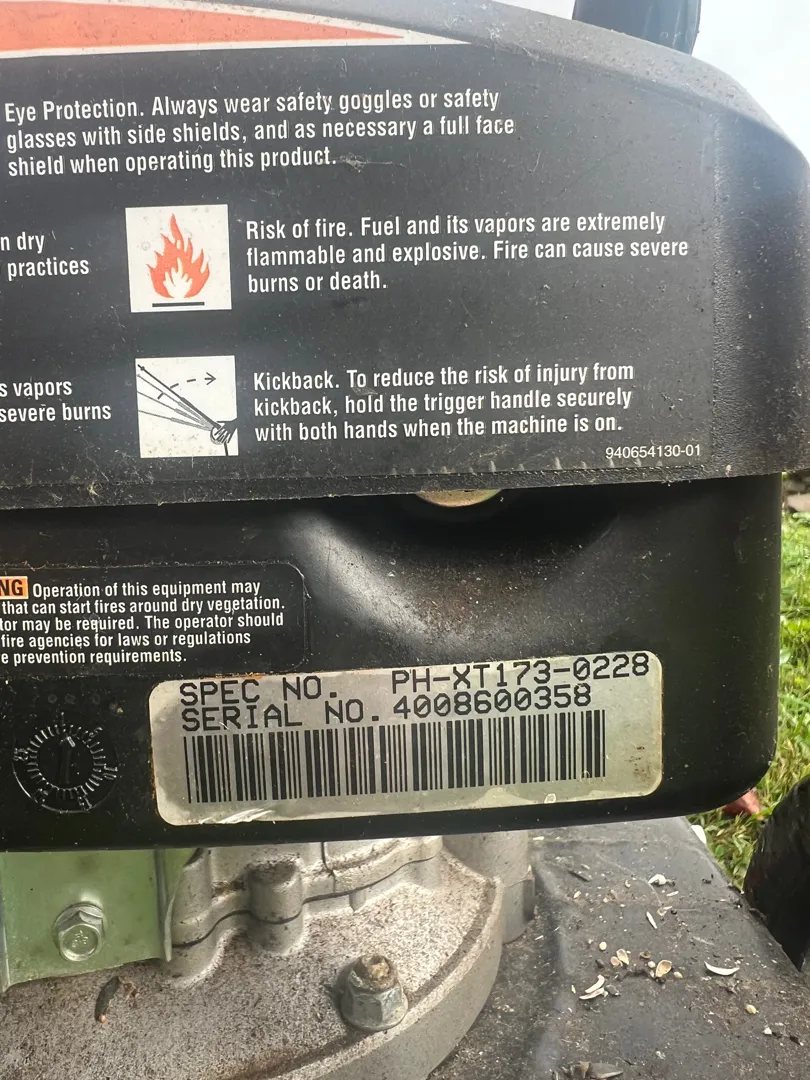 Eye Protection. Always wear safety goggles or safety
glasses with side shields, and as necessary a full face
shield when operating this product.
n dry
practices
Risk of fire. Fuel and its vapors are extremely
flammable and explosive. Fire can cause severe
burns or death.
s vapors
severe burns
Kickback. To reduce the risk of injury from
kickback, hold the trigger handle securely
with both hands when the machine is on.
940654130-01
NG Operation of this equipment may
that can start fires around dry vegetation.
tor may be required. The operator should
fire agencies for laws or regulations
e prevention requirements.
SPEC NO. PH-XT173-0228
SERIAL NO. 4008600358